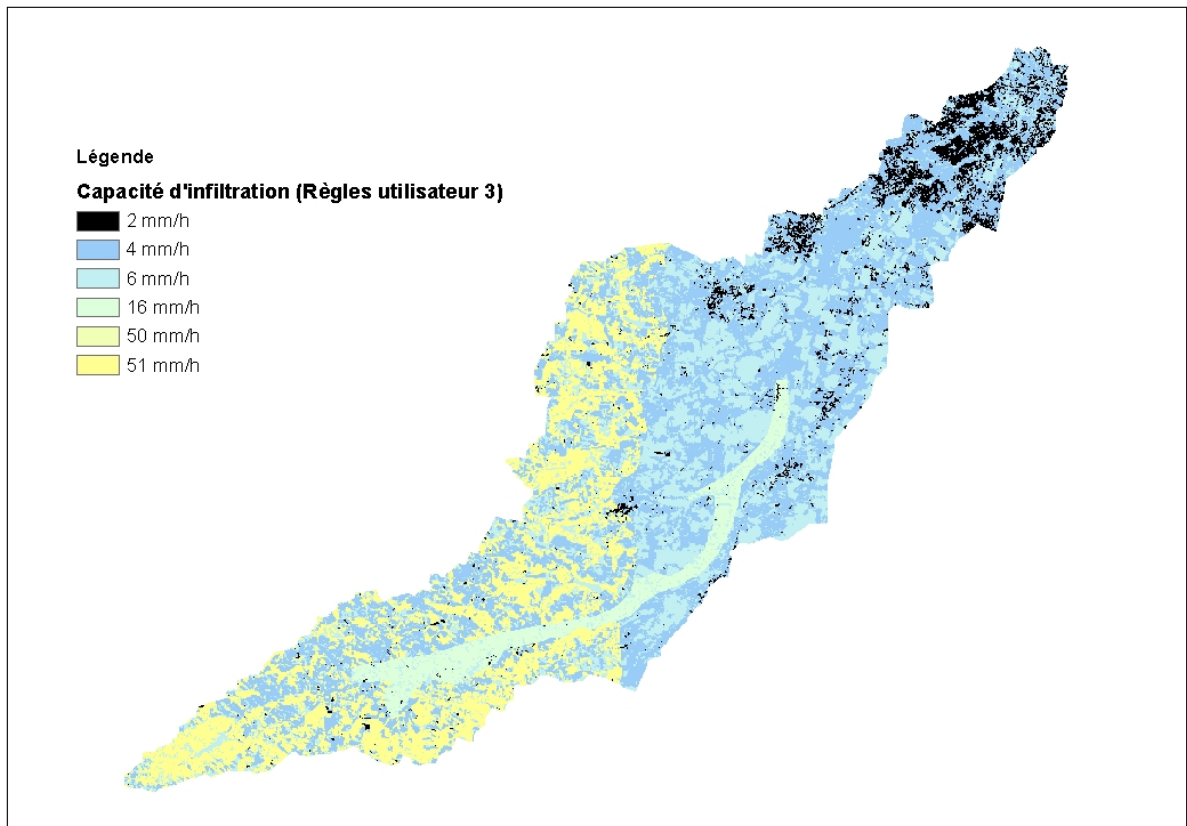 Légende
Capacité d'infiltration (Règles utilisateur 3)
2 mm/h
4 mm/h
6 mm/h
16 mm/h
50 mm/h
51 mm/h